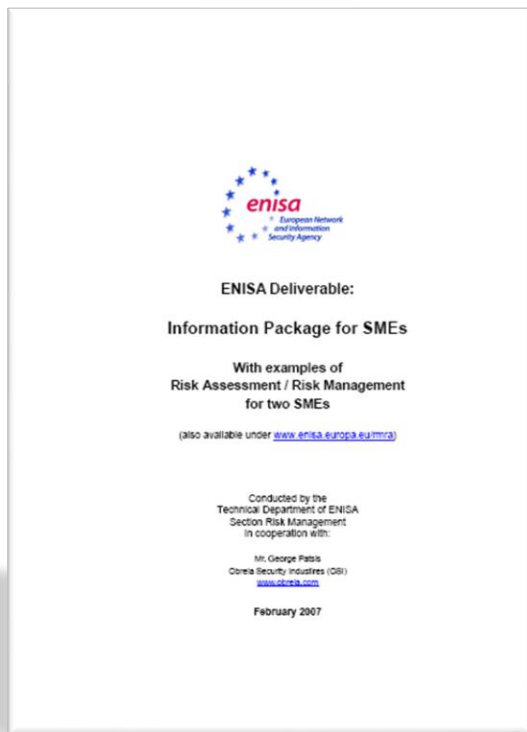 enisa
European Network
and Information
Security Agency
ENISA Deliverable:
Information Package for SMEs
With examples of
Risk Assessment / Risk Management
for two SMEs
(also available under www.enisa.europa.eu/rmra)
Conducted by the
Technical Department of ENISA
Section Risk Management
in cooperation with:
Mr. George Patsis
Obrela Security Industries (OSI)
www.obrela.com
February 2007